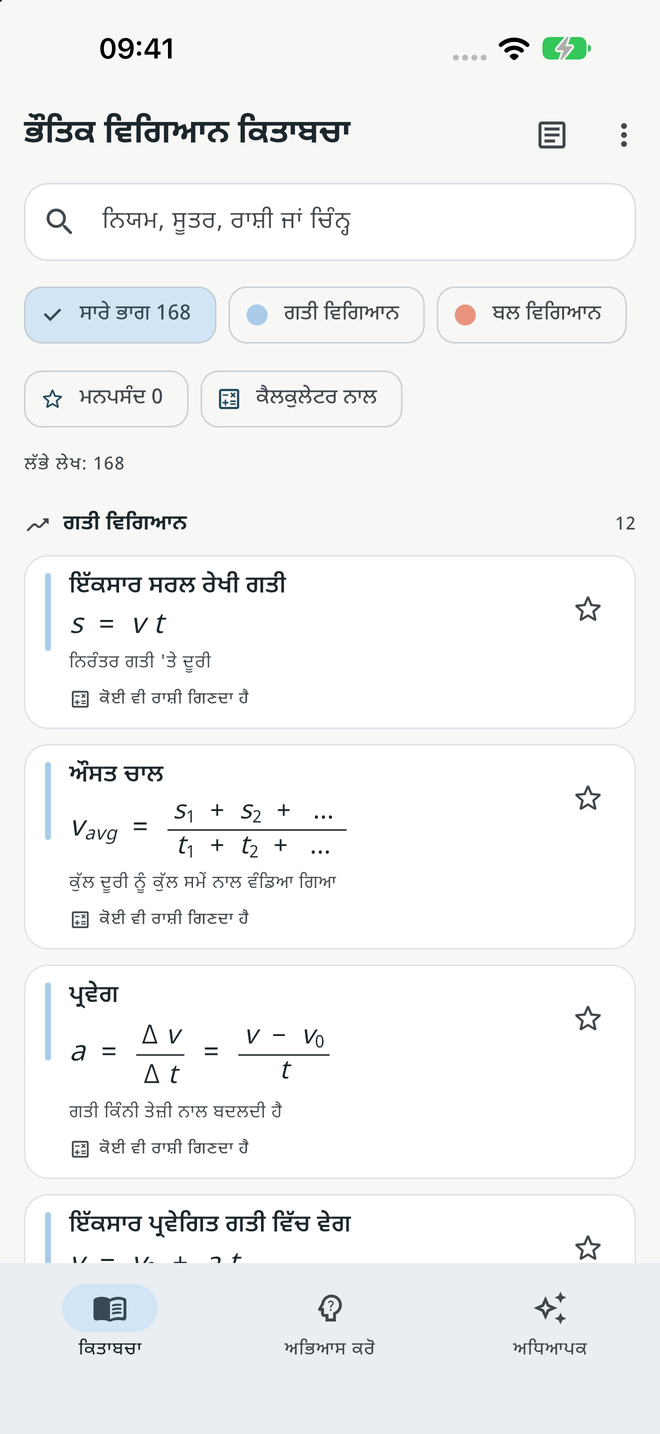 09:41
ਭੌਤਿਕ ਵਿਗਿਆਨ ਕਿਤਾਬਚਾ
ਨਿਯਮ, ਸੂਤਰ, ਰਾਸ਼ੀ ਜਾਂ ਚਿੰਨ੍ਹ
ਸਾਰੇ ਭਾਗ 168
ਗਤੀ ਵਿਗਿਆਨ
ਬਲ ਵਿਗਿਆਨ
ਮਨਪਸੰਦ 0
ਕੈਲਕੁਲੇਟਰ ਨਾਲ
ਲੱਭੇ ਲੇਖ: 168
ਗਤੀ ਵਿਗਿਆਨ 12
ਇੱਕਸਾਰ ਸਰਲ ਰੇਖੀ ਗਤੀ
s = v t
ਨਿਰੰਤਰ ਗਤੀ 'ਤੇ ਦੂਰੀ
ਕੋਈ ਵੀ ਰਾਸ਼ੀ ਗਿਣਦਾ ਹੈ
ਔਸਤ ਚਾਲ
v_avg = (s₁ + s₂ + ...) / (t₁ + t₂ + ...)
ਕੁੱਲ ਦੂਰੀ ਨੂੰ ਕੁੱਲ ਸਮੇਂ ਨਾਲ ਵੰਡਿਆ ਗਿਆ
ਕੋਈ ਵੀ ਰਾਸ਼ੀ ਗਿਣਦਾ ਹੈ
ਪ੍ਰਵੇਗ
a = Δ v / Δ t = (v − v₀) / t
ਗਤੀ ਕਿੰਨੀ ਤੇਜ਼ੀ ਨਾਲ ਬਦਲਦੀ ਹੈ
ਕੋਈ ਵੀ ਰਾਸ਼ੀ ਗਿਣਦਾ ਹੈ
ਇੱਕਸਾਰ ਪ੍ਰਵੇਗਿਤ ਗਤੀ ਵਿੱਚ ਵੇਗ
v = v₀ + a t
ਕਿਤਾਬਚਾ
ਅਭਿਆਸ ਕਰੋ
ਅਧਿਆਪਕ